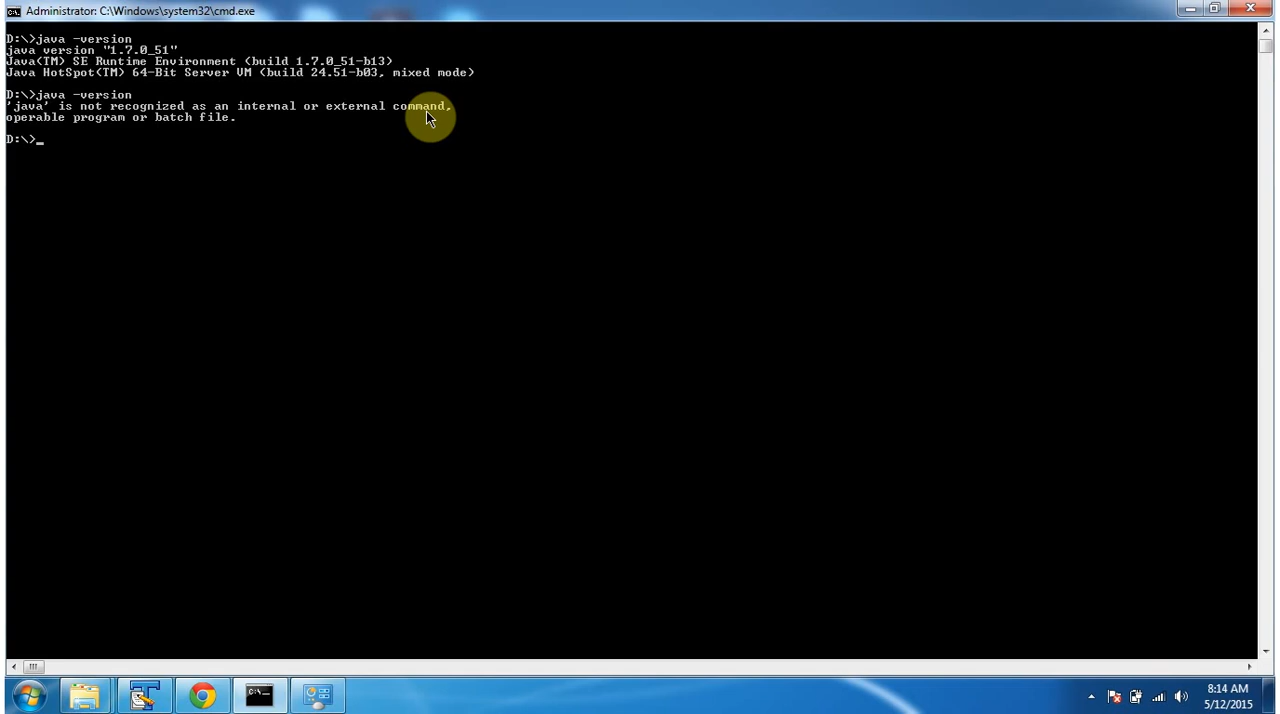 Administrator: C:\Windows\system32\cmd.exe
D:\>java -version
java version "1.7.0_51"
Java(TM) SE Runtime Environment (build 1.7.0_51-b13)
Java HotSpot(TM) 64-Bit Server VM (build 24.51-b03, mixed mode)
D:\>java -version
'java' is not recognized as an internal or external command,
operable program or batch file.
D:\>_
8:14 AM
5/12/2015